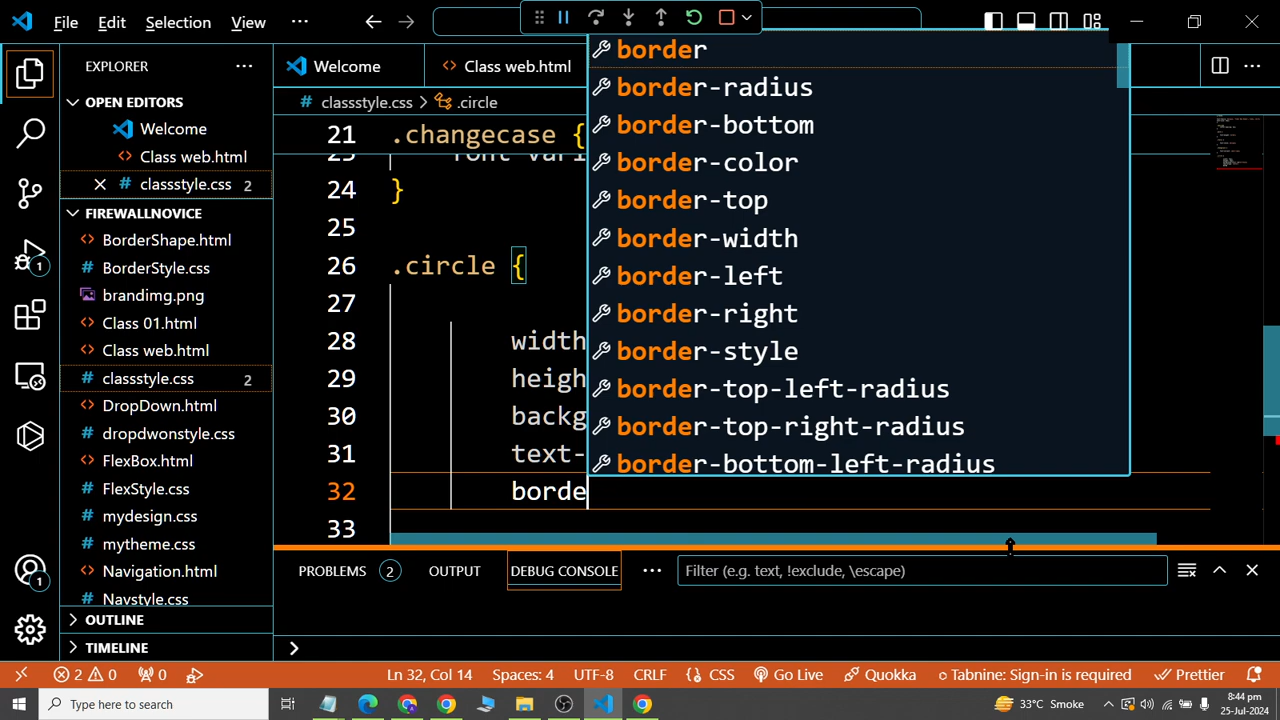 File Edit Selection View ...
EXPLORER ...
OPEN EDITORS
Welcome
Class web.html
classstyle.css 2
FIREWALLNOVICE
BorderShape.html
BorderStyle.css
brandimg.png
Class 01.html
Class web.html
classstyle.css 2
DropDown.html
dropdwonstyle.css
FlexBox.html
FlexStyle.css
mydesign.css
mytheme.css
Navigation.html
Navstyle.css
OUTLINE
TIMELINE
1
1
Welcome Class web.html
# classstyle.css > .circle
21 .changecase {
24 }
25
26 .circle {
27
28 width
29 heigh
30 backg
31 text-
32 borde
33
border
border-radius
border-bottom
border-color
border-top
border-width
border-left
border-right
border-style
border-top-left-radius
border-top-right-radius
border-bottom-left-radius
PROBLEMS 2 OUTPUT DEBUG CONSOLE ... Filter (e.g. text, !exclude, \escape)
2 0 0 Ln 32, Col 14 Spaces: 4 UTF-8 CRLF { } CSS Go Live Quokka Tabnine: Sign-in is required Prettier
Type here to search 33°C Smoke 8:44 pm
25-Jul-2024